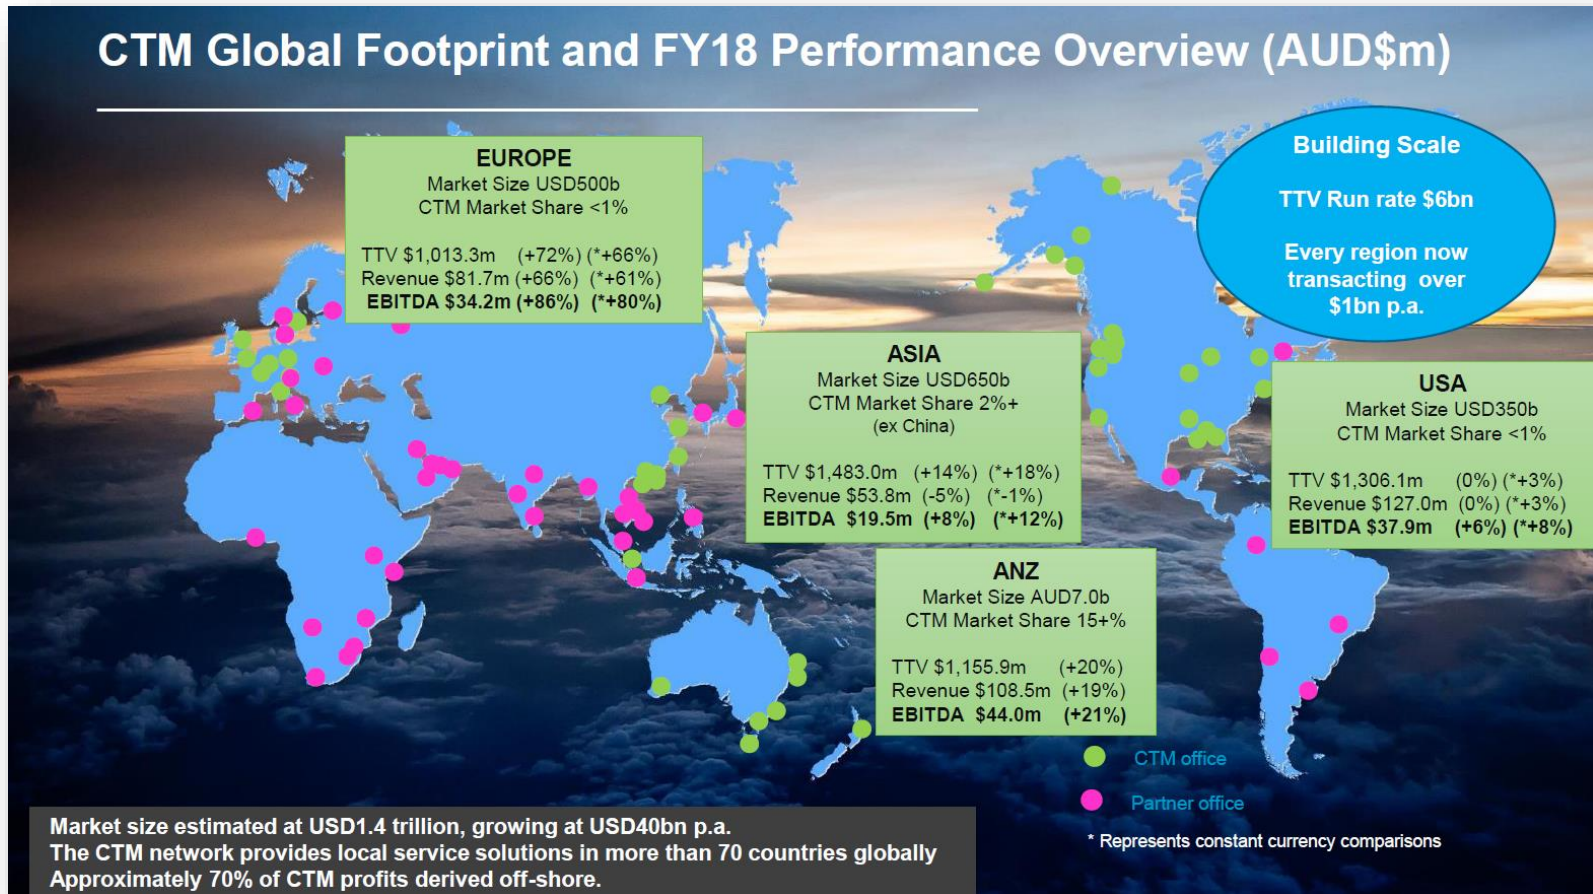 CTM Global Footprint and FY18 Performance Overview (AUD$m)
EUROPE
Market Size USD500b
CTM Market Share <1%
TTV $1,013.3m (+72%) (*+66%)
Revenue $81.7m (+66%) (*+61%)
EBITDA $34.2m (+86%) (*+80%)
Building Scale
TTV Run rate $6bn
Every region now
transacting over
$1bn p.a.
ASIA
Market Size USD650b
CTM Market Share 2%+
(ex China)
TTV $1,483.0m (+14%) (*+18%)
Revenue $53.8m (-5%) (*-1%)
EBITDA $19.5m (+8%) (*+12%)
USA
Market Size USD350b
CTM Market Share <1%
TTV $1,306.1m (0%) (*+3%)
Revenue $127.0m (0%) (*+3%)
EBITDA $37.9m (+6%) (*+8%)
ANZ
Market Size AUD7.0b
CTM Market Share 15+%
TTV $1,155.9m (+20%)
Revenue $108.5m (+19%)
EBITDA $44.0m (+21%)
CTM office
Partner office
* Represents constant currency comparisons
Market size estimated at USD1.4 trillion, growing at USD40bn p.a.
The CTM network provides local service solutions in more than 70 countries globally
Approximately 70% of CTM profits derived off-shore.